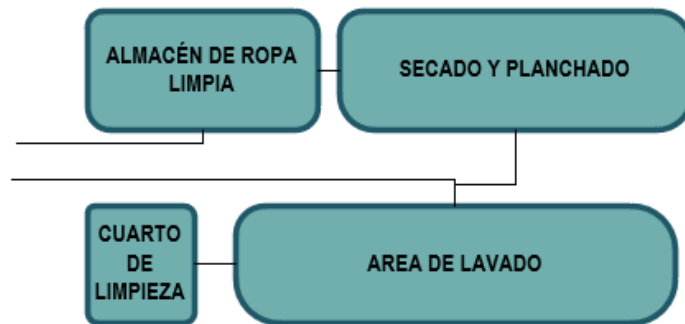 ALMACÉN DE ROPA
LIMPIA
SECADO Y PLANCHADO
CUARTO
DE
LIMPIEZA
AREA DE LAVADO